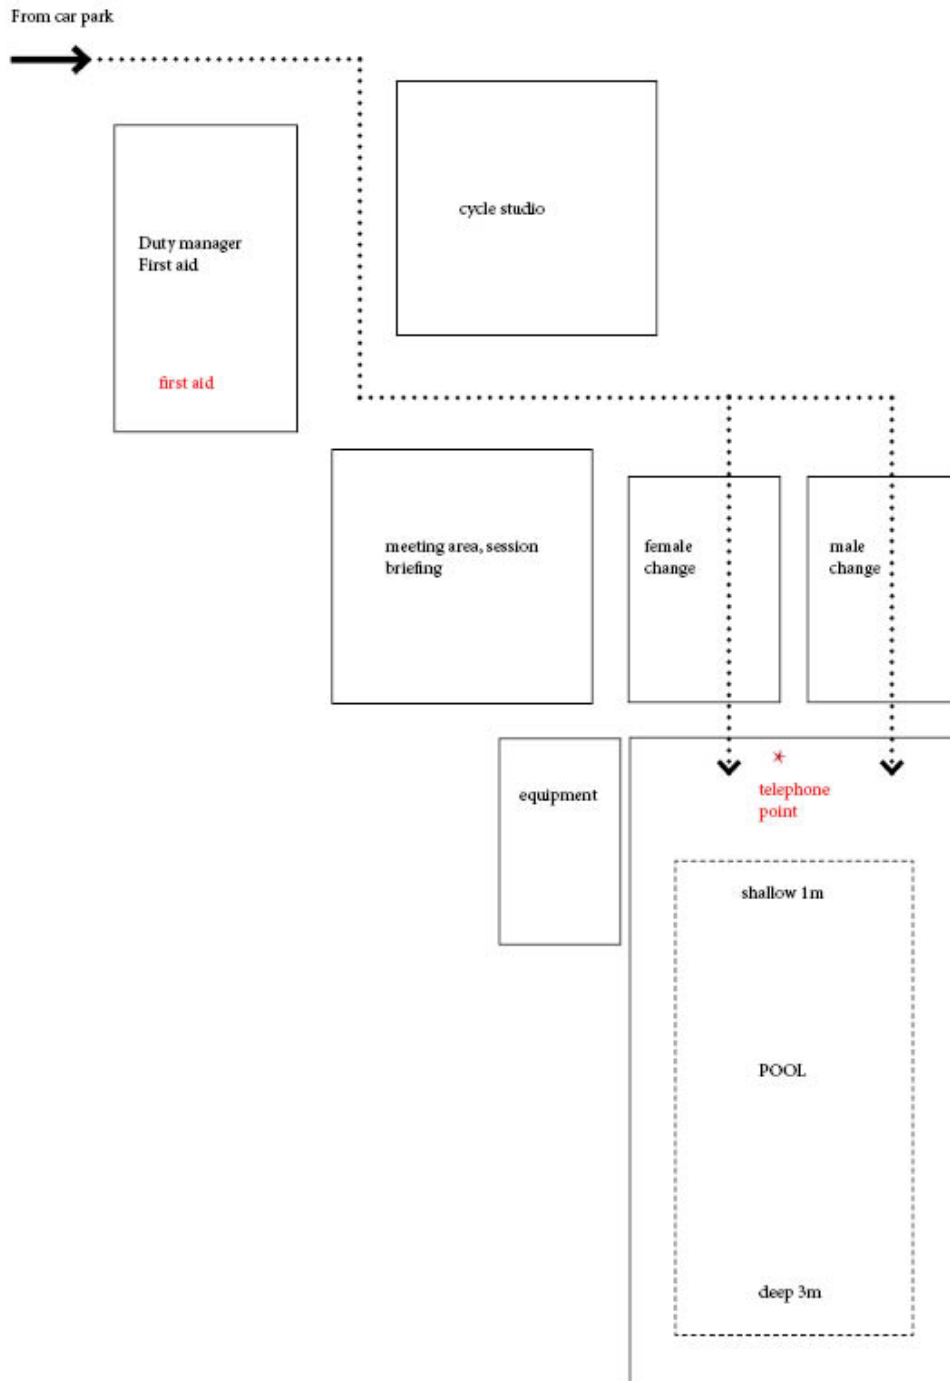 From car park
cycle studio
Duty manager
First aid
first aid
meeting area, session
briefing
female
change
male
change
equipment
*
telephone
point
shallow 1m
POOL
deep 3m